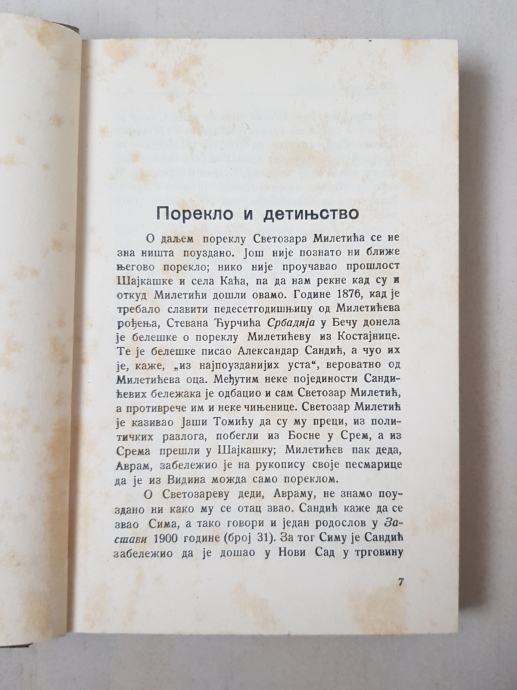 Порекло и детињство
О даљем пореклу Светозара Милетића се не
зна ништа поуздано. Још није познато ни ближе
његово порекло; нико није проучавао прошлост
Шајкашке и села Каћа, па да нам рекне кад су и
откуд Милетићи дошли овамо. Године 1876, кад је
требало славити педесетгодишњицу од Милетићева
рођења, Стевана Ћурчића Србадија у Бечу донела
је белешке о пореклу Милетићеву из Костајнице.
Те је белешке писао Александар Сандић, а чуо их
је, каже, „из најпоузданијих уста“, вероватно од
Милетићева оца. Међутим неке појединости Санди-
ћевих бележака је одбацио и сам Светозар Милетић,
а противрече им и неке чињенице. Светозар Милетић
је казивао Јаши Томићу да су му преци, из поли-
тичких разлога, побегли из Босне у Срем, а из
Срема прешли у Шајкашку; Милетићев пак деда,
Аврам, забележио је на рукопису своје песмарице
да је из Видина можда само пореклом.
О Светозареву деди, Авраму, не знамо поу-
здано ни како му се отац звао. Сандић каже да се
звао Сима, а тако говори и један родослов у За-
стави 1900 године (број 31). За тог Симу је Сандић
забележио да је дошао у Нови Сад у трговину
7